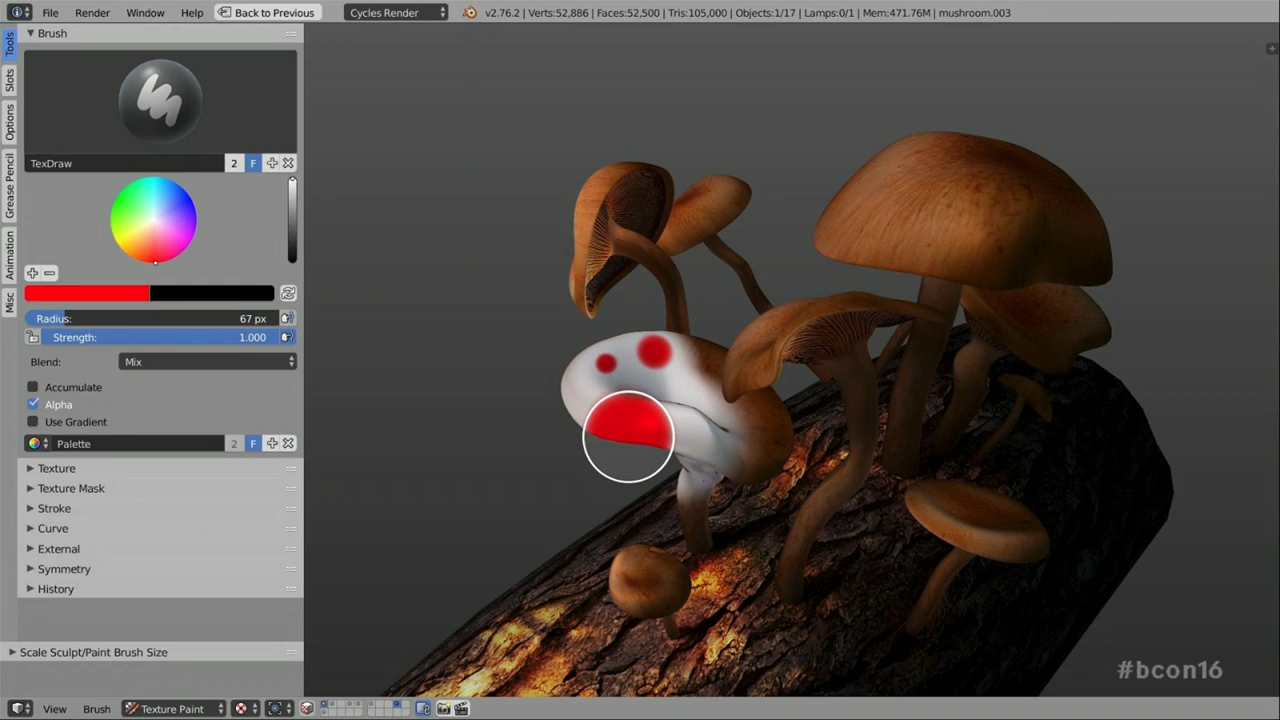 File Render Window Help Back to Previous Cycles Render v2.76.2 | Verts:52,886 | Faces:52,500 | Tris:105,000 | Objects:1/17 | Lamps:0/1 | Mem:471.76M | mushroom.003
Tools
Slots
Options
Grease Pencil
Animation
Misc
Brush
TexDraw 2 F
Radius: 67 px
Strength: 1.000
Blend: Mix
Accumulate
Alpha
Use Gradient
Palette 2 F
Texture
Texture Mask
Stroke
Curve
External
Symmetry
History
Scale Sculpt/Paint Brush Size
#bcon16
View Brush Texture Paint